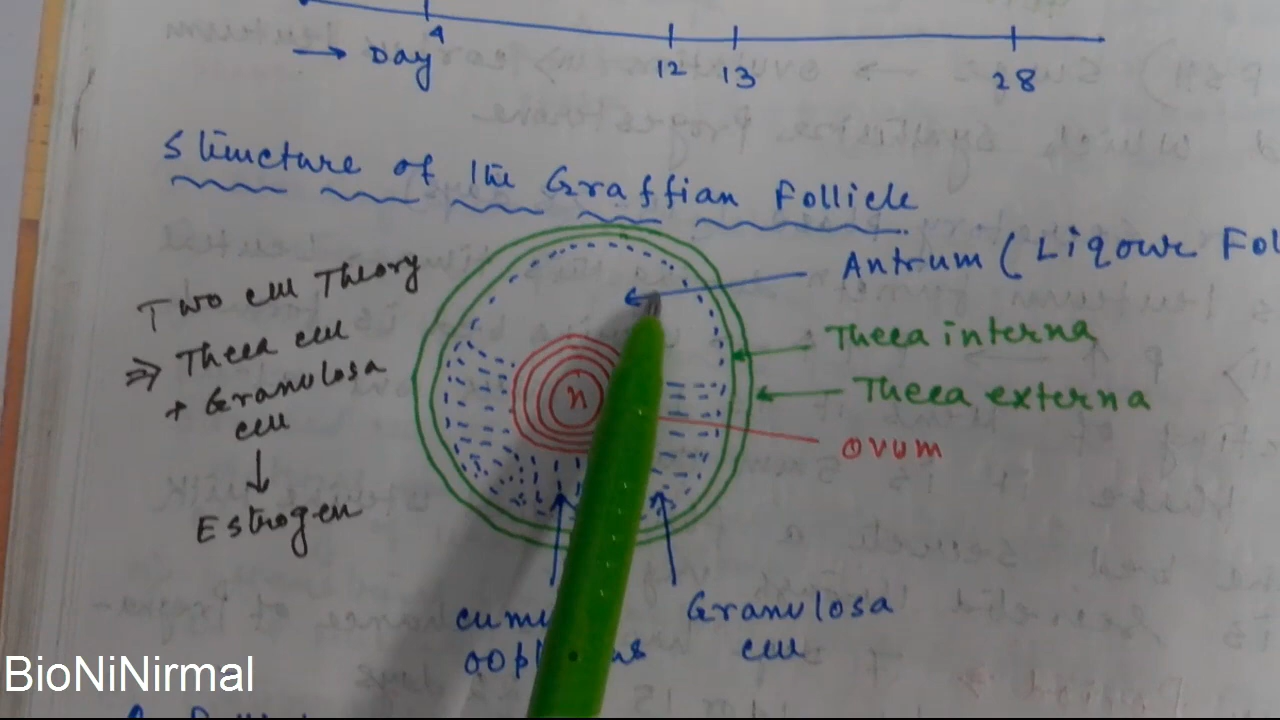 → Day 4 12 13 28
Structure of the Graffian Follicle
Antrum (Liqour Fol
Two cell Theory
⇒ Theca cell
+ Granulosa
cell
↓
Estrogen
Theca interna
Theca externa
n
ovum
Granulosa
cell
BioNiNirmal